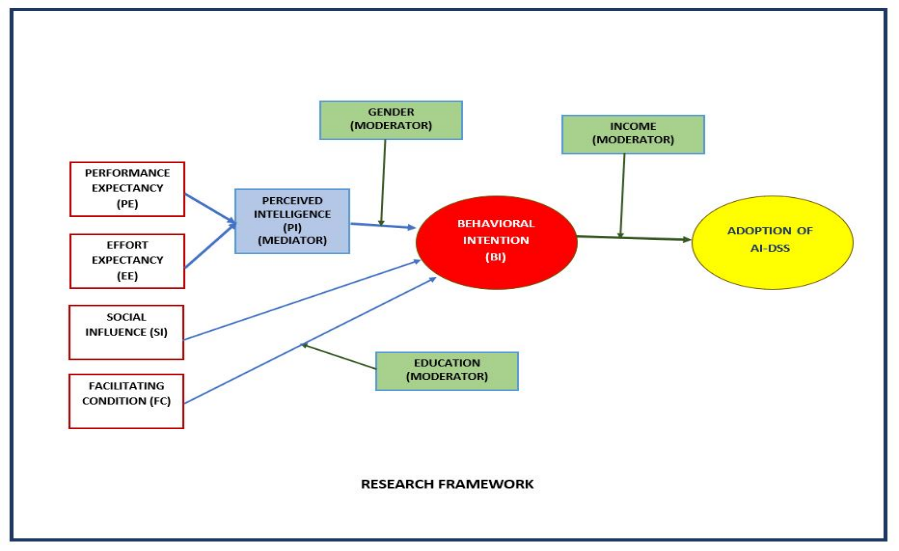 GENDER
(MODERATOR)
INCOME
(MODERATOR)
PERFORMANCE
EXPECTANCY
(PE)
PERCEIVED
INTELLIGENCE
(PI)
(MEDIATOR)
BEHAVIORAL
INTENTION
(BI)
ADOPTION OF
AI-DSS
EFFORT
EXPECTANCY
(EE)
SOCIAL
INFLUENCE (SI)
EDUCATION
(MODERATOR)
FACILITATING
CONDITION (FC)
RESEARCH FRAMEWORK